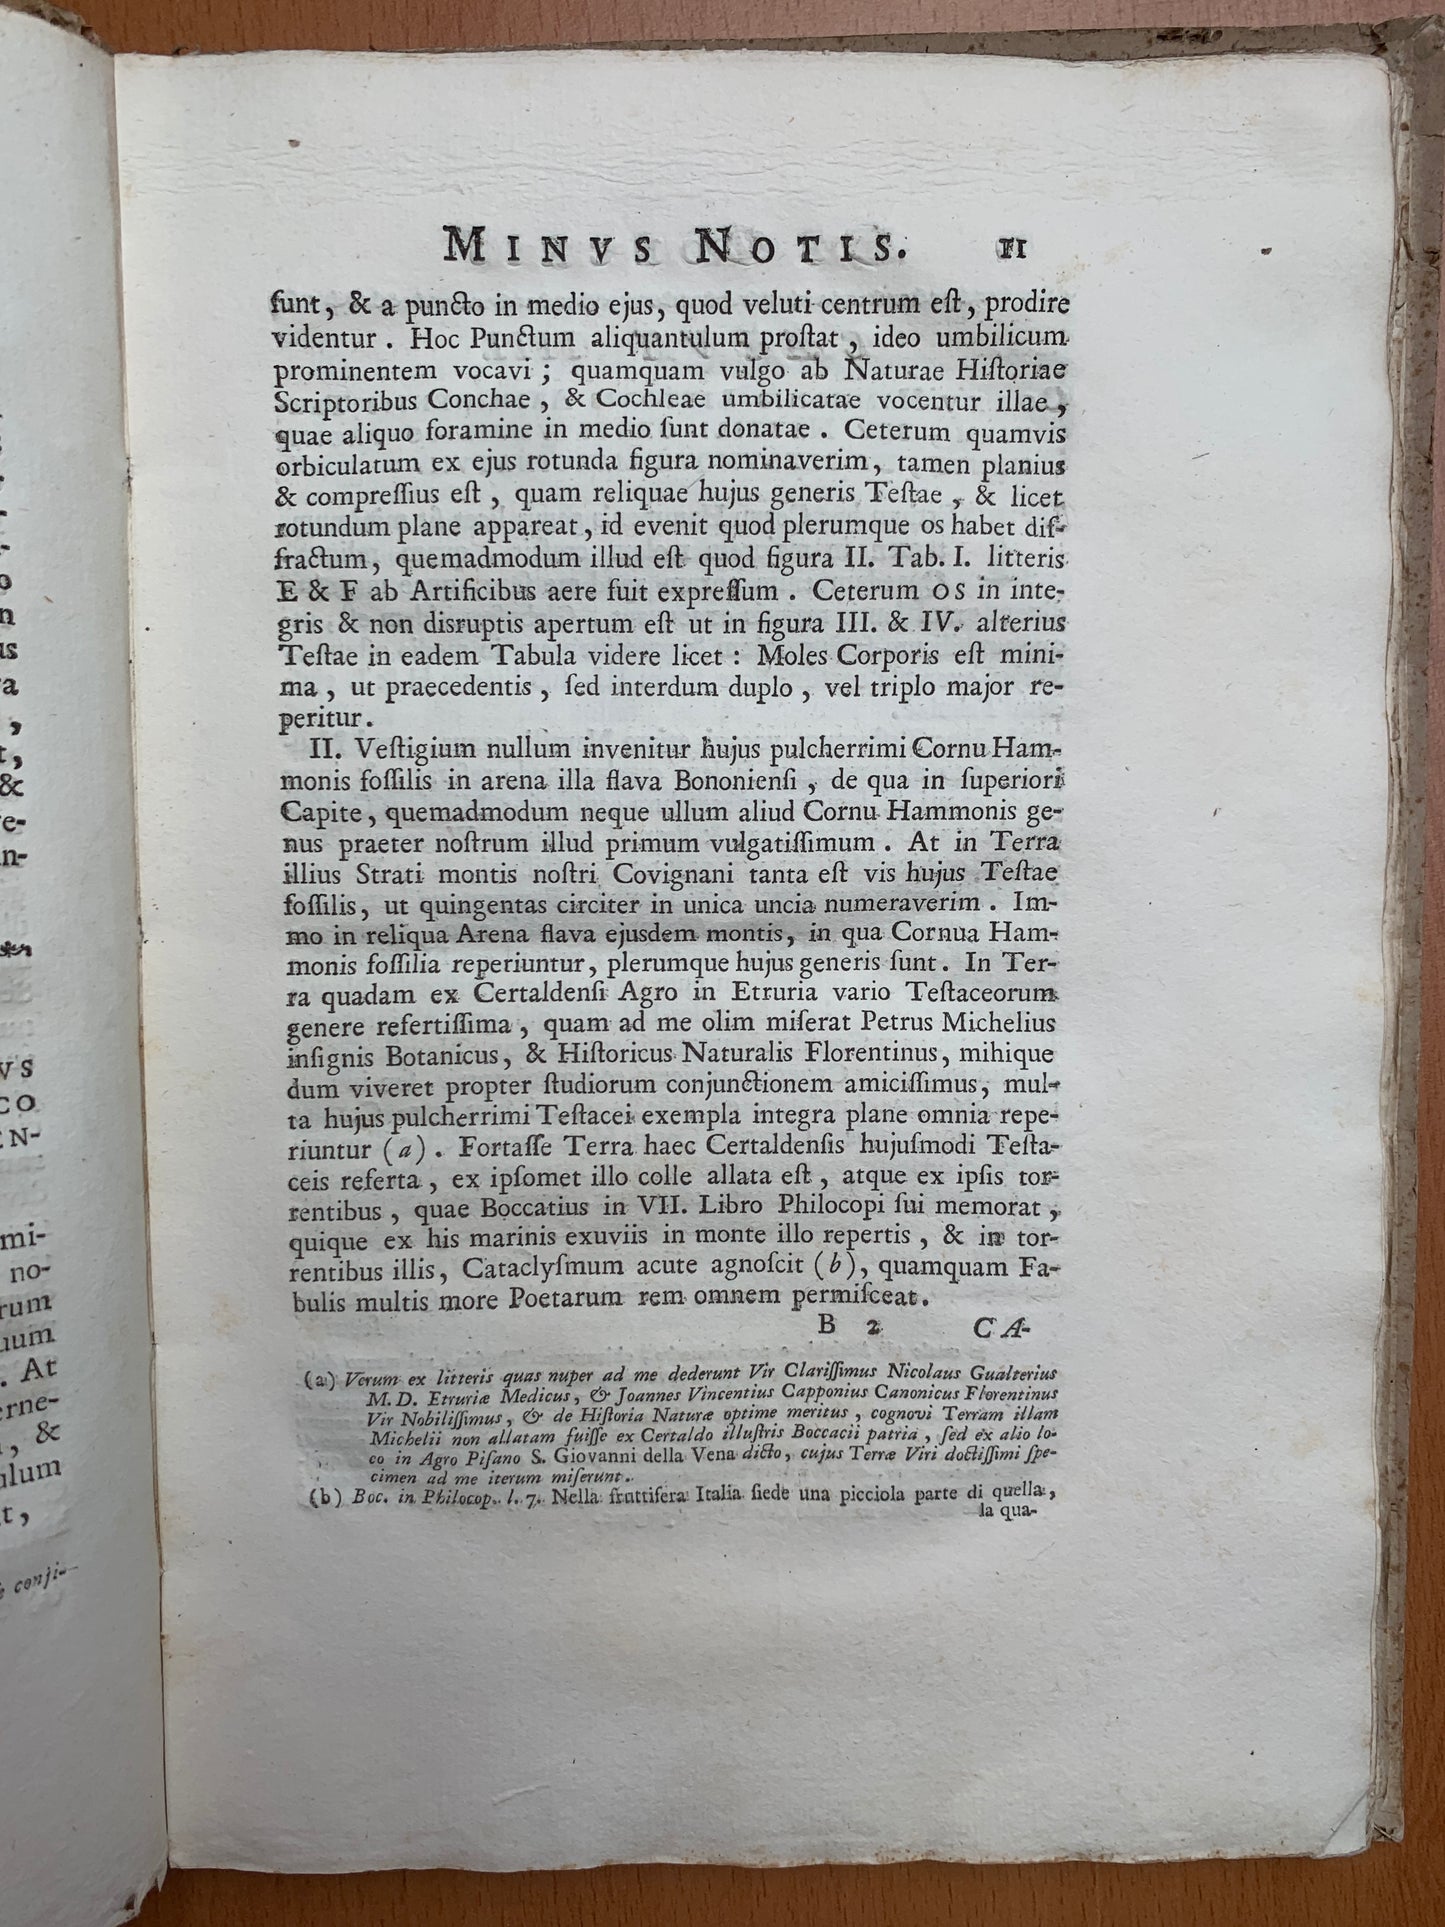 MINVS NOTIS. 11
ſunt, & a puncto in medio ejus, quod veluti centrum eſt, prodire
videntur. Hoc Punctum aliquantulum proſtat, ideo umbilicum
prominentem vocavi; quamquam vulgo ab Naturae Hiſtoriae
Scriptoribus Conchae, & Cochleae umbilicatae vocentur illae,
quae aliquo foramine in medio ſunt donatae. Ceterum quamvis
orbiculatum ex ejus rotunda figura nominaverim, tamen planius
& compreſſius eſt, quam reliquae hujus generis Teſtae, & licet
rotundum plane appareat, id evenit quod plerumque os habet diſ-
fractum, quemadmodum illud eſt quod figura II. Tab. I. litteris
E & F ab Artificibus aere fuit expreſſum. Ceterum os in inte-
gris & non disruptis apertum eſt ut in figura III. & IV. alterius
Teſtae in eadem Tabula videre licet: Moles Corporis eſt mini-
ma, ut praecedentis, ſed interdum duplo, vel triplo major re-
peritur.
II. Veſtigium nullum invenitur hujus pulcherrimi Cornu Ham-
monis foſſilis in arena illa flava Bononienſi, de qua in ſuperiori
Capite, quemadmodum neque ullum aliud Cornu Hammonis ge-
nus praeter noſtrum illud primum vulgatiſſimum. At in Terra
illius Strati montis noſtri Covignani tanta eſt vis hujus Teſtae
foſſilis, ut quingentas circiter in unica uncia numeraverim. Im-
mo in reliqua Arena flava ejusdem montis, in qua Cornua Ham-
monis foſſilia reperiuntur, plerumque hujus generis ſunt. In Ter-
ra quadam ex Certaldenſi Agro in Etruria vario Teſtaceorum
genere refertiſſima, quam ad me olim miſerat Petrus Michelius
inſignis Botanicus, & Hiſtoricus Naturalis Florentinus, mihique
dum viveret propter ſtudiorum conjunctionem amiciſſimus, mul-
ta hujus pulcherrimi Teſtacei exempla integra plane omnia repe-
riuntur (a). Fortaſſe Terra haec Certaldenſis hujuſmodi Teſta-
ceis referta, ex ipſomet illo colle allata eſt, atque ex ipſis tor-
rentibus, quae Boccatius in VII. Libro Philocopi ſui memorat,
quique ex his marinis exuviis in monte illo repertis, & in tor-
rentibus illis, Cataclyſmum acute agnoſcit (b), quamquam Fa-
bulis multis more Poetarum rem omnem permiſceat.
B 2 CA-
(a) Verum ex litteris quas nuper ad me dederunt Vir Clariſſimus Nicolaus Gualterius
M. D. Etruriæ Medicus, & Joannes Vincentius Capponius Canonicus Florentinus
Vir Nobiliſſimus, & de Hiſtoria Naturæ optime meritus, cognovi Terram illam
Michelii non allatam fuiſſe ex Certaldo illuſtris Boccacii patria, ſed ex alio lo-
co in Agro Piſano S. Giovanni della Vena dicto, cujus Terræ Viri doctiſſimi ſpe-
cimen ad me iterum miſerunt.
(b) Boc. in Philocop. l. 7. Nella fruttifera Italia ſiede una picciola parte di quella,
la qua-